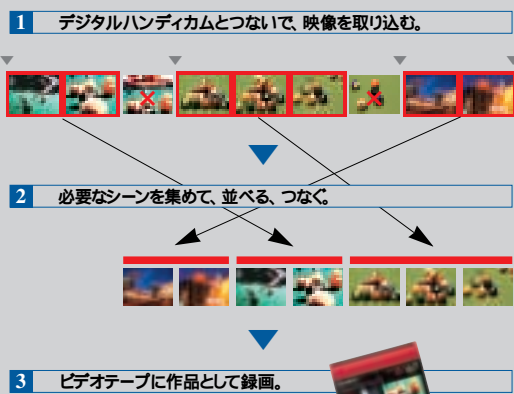 1 デジタルハンディカムとつないで、映像を取り込む。
2 必要なシーンを集めて、並べる、つなぐ。
3 ビデオテープに作品として録画。